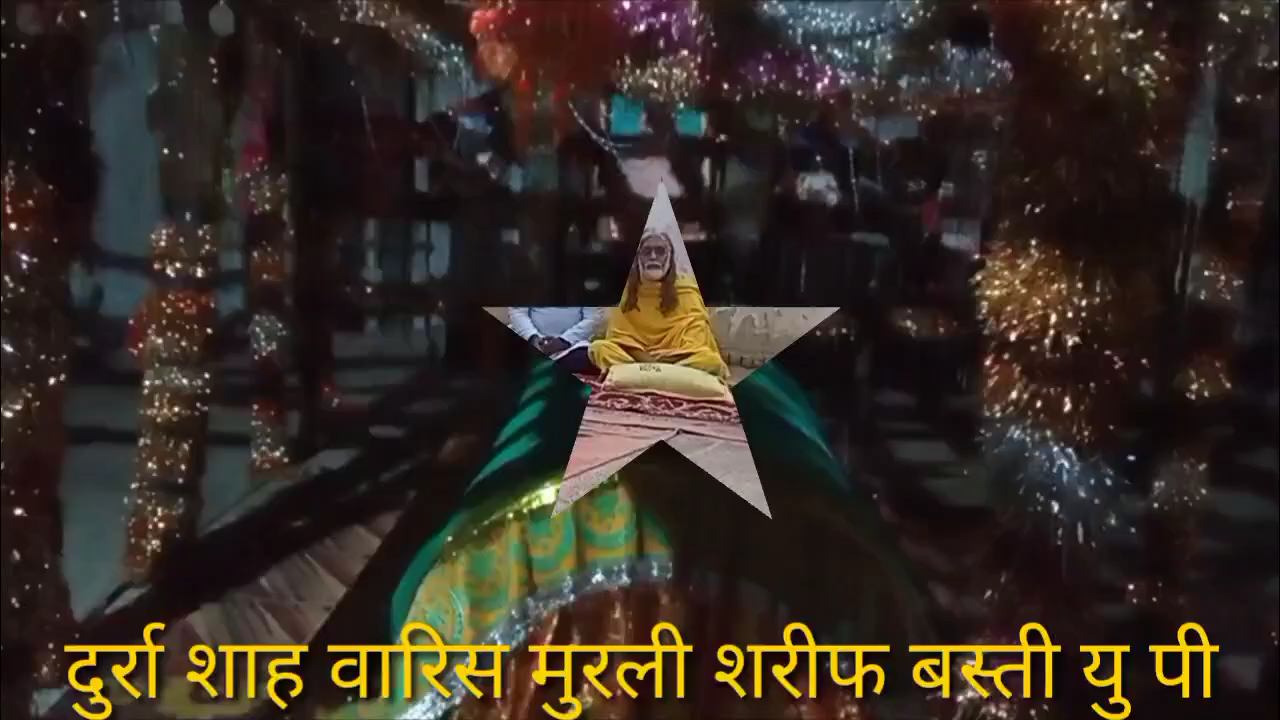 दुर्रा शाह वारिस मुरली शरीफ बस्ती यु पी